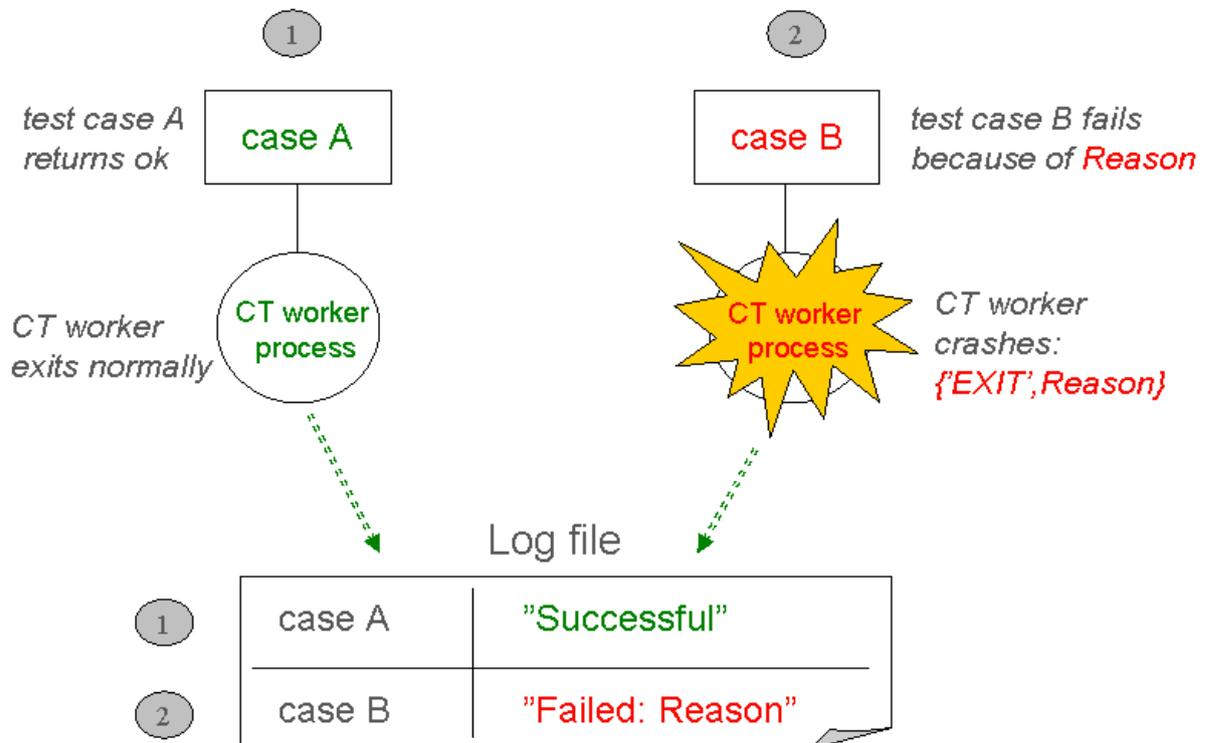 1
2
test case A
returns ok
case A
case B
test case B fails
because of Reason
CT worker
exits normally
CT worker
process
CT worker
process
CT worker
crashes:
{'EXIT',Reason}
Log file
1
case A
”Successful”
2
case B
”Failed: Reason”